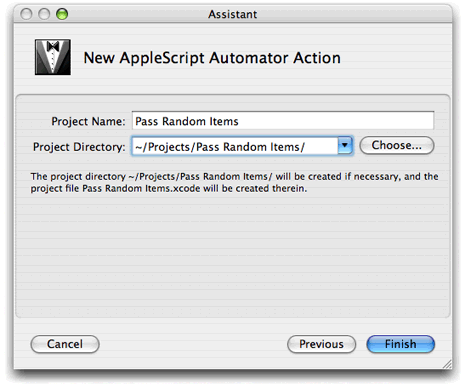 Assistant
New AppleScript Automator Action
Project Name: Pass Random Items
Project Directory: ~/Projects/Pass Random Items/ Choose...
The project directory ~/Projects/Pass Random Items/ will be created if necessary, and the
project file Pass Random Items.xcode will be created therein.
Cancel Previous Finish